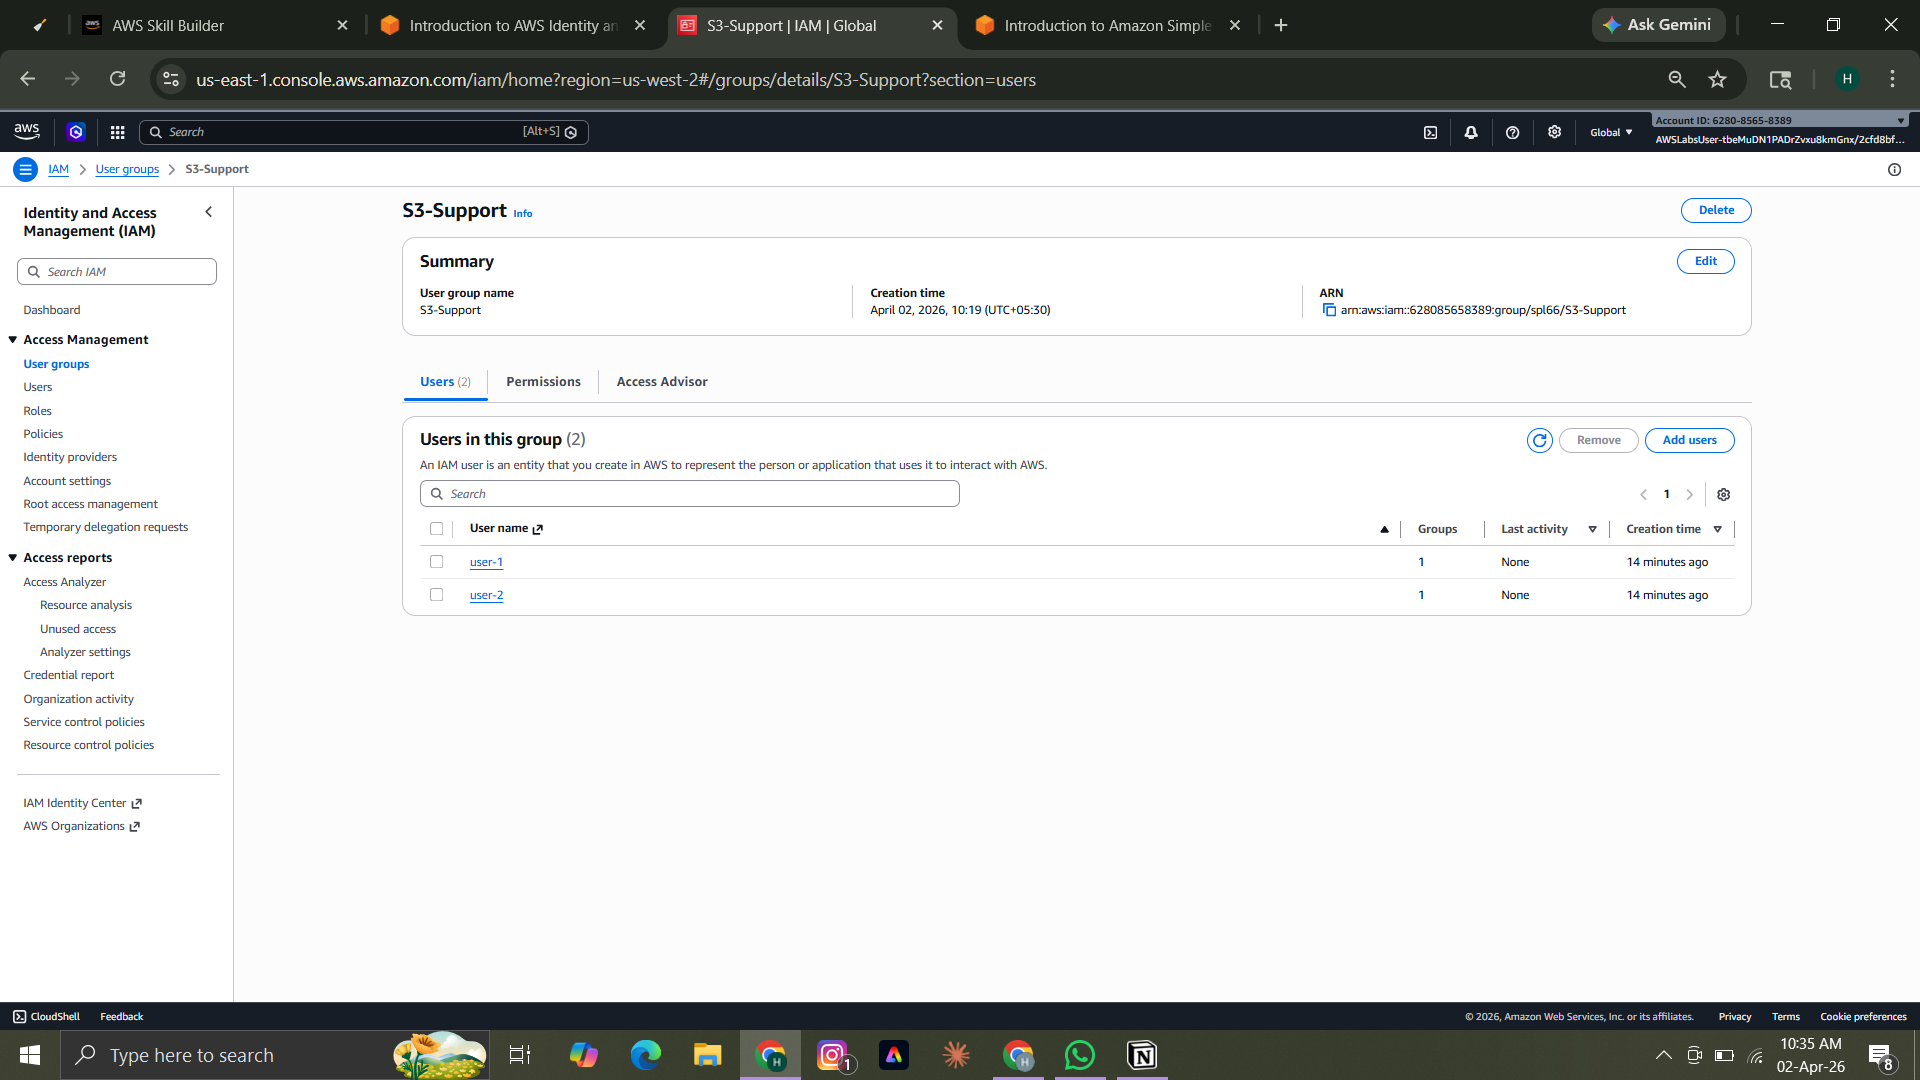 AWS Skill Builder
Introduction to AWS Identity an
S3-Support | IAM | Global
Introduction to Amazon Simple
Ask Gemini
us-east-1.console.aws.amazon.com/iam/home?region=us-west-2#/groups/details/S3-Support?section=users
H
aws
Search
[Alt+S]
Global
Account ID: 6280-8565-8389
AWSLabsUser-tbeMuDN1PADrZvxu8kmGnx/2cfd8bf...
IAM
User groups
S3-Support
Identity and Access
Management (IAM)
Search IAM
Dashboard
Access Management
User groups
Users
Roles
Policies
Identity providers
Account settings
Root access management
Temporary delegation requests
Access reports
Access Analyzer
Resource analysis
Unused access
Analyzer settings
Credential report
Organization activity
Service control policies
Resource control policies
IAM Identity Center
AWS Organizations
S3-Support Info
Delete
Summary
Edit
User group name
S3-Support
Creation time
April 02, 2026, 10:19 (UTC+05:30)
ARN
arn:aws:iam::628085658389:group/spl66/S3-Support
Users (2)
Permissions
Access Advisor
Users in this group (2)
Remove
Add users
An IAM user is an entity that you create in AWS to represent the person or application that uses it to interact with AWS.
Search
1
User name
Groups
Last activity
Creation time
user-1
1
None
14 minutes ago
user-2
1
None
14 minutes ago
CloudShell
Feedback
© 2026, Amazon Web Services, Inc. or its affiliates.
Privacy
Terms
Cookie preferences
Type here to search
H
1
H
10:35 AM
02-Apr-26
8